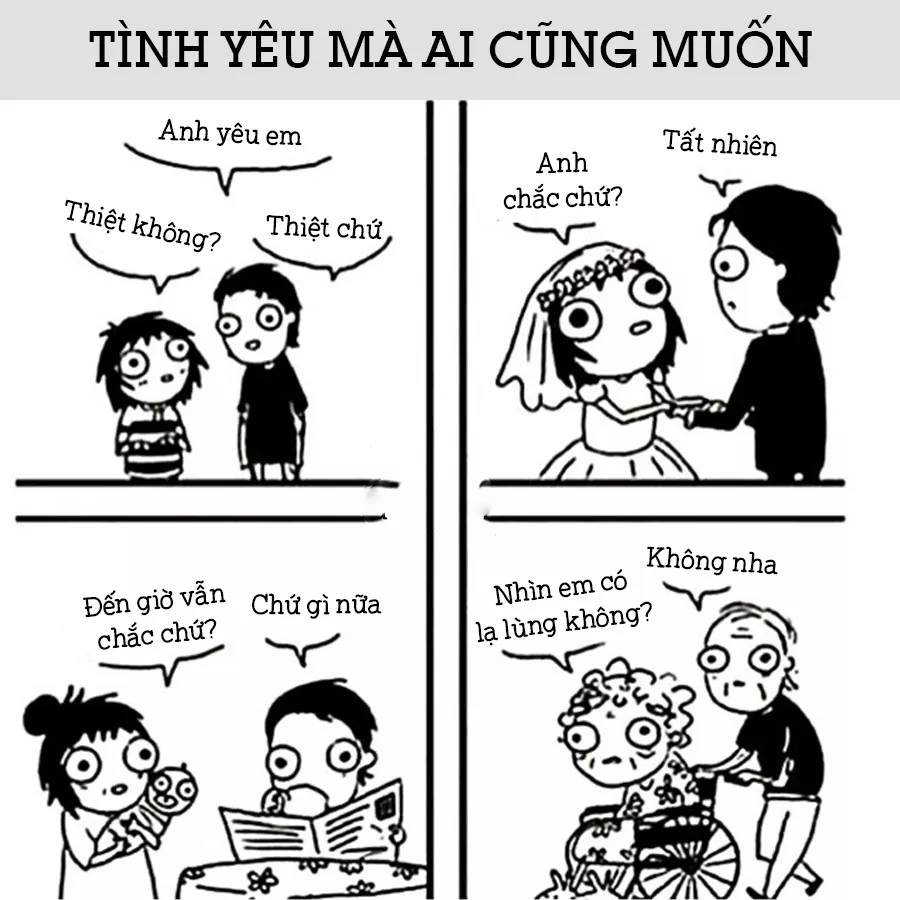 TÌNH YÊU MÀ AI CŨNG MUỐN
Anh yêu em
Thiệt không?
Thiệt chứ
Anh
chắc chứ?
Tất nhiên
Đến giờ vẫn
chắc chứ?
Chứ gì nữa
Nhìn em có
lạ lùng không?
Không nha